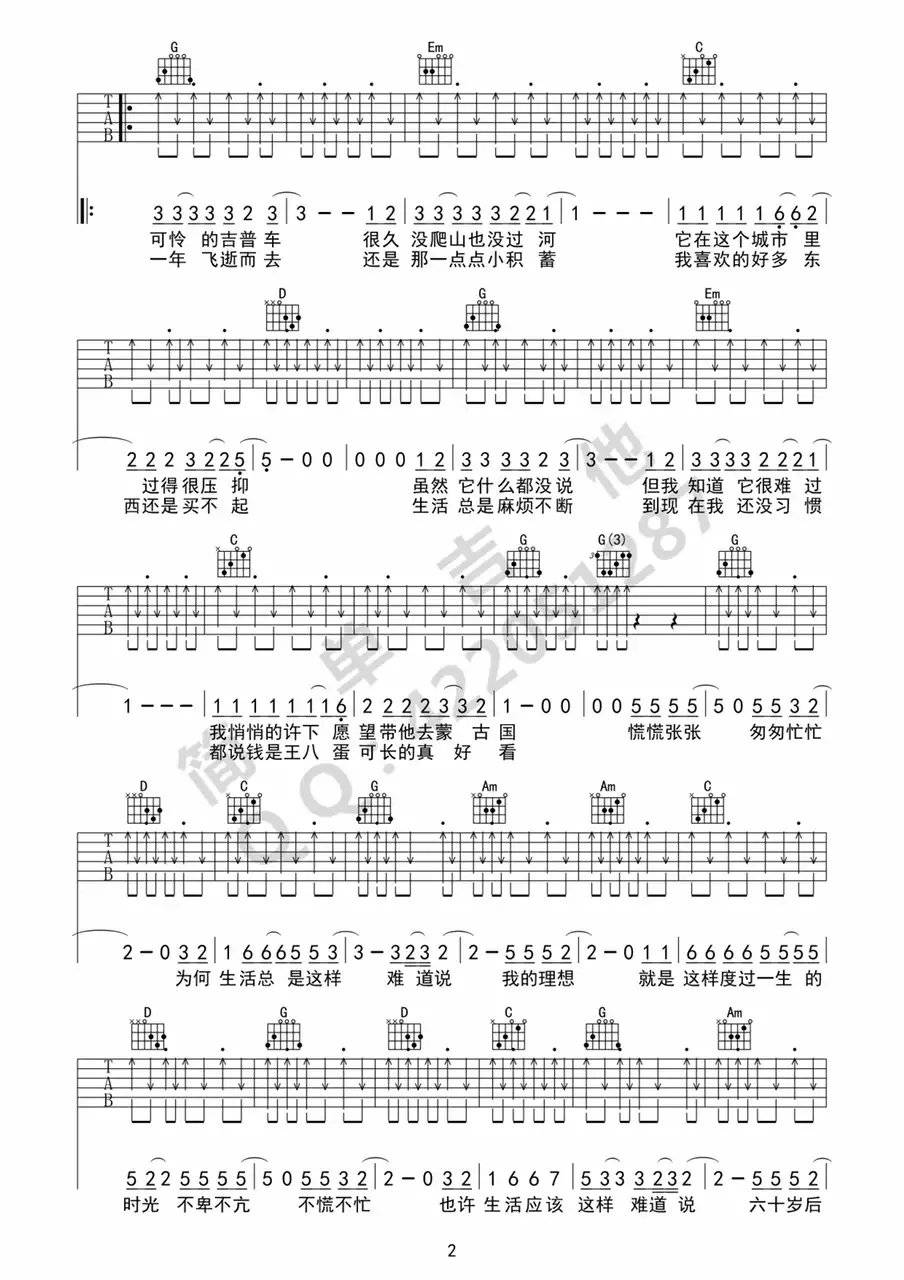 G Em C
T A B
3 3 3 3 3 2 3 | 3 - - 1 2 | 3 3 3 3 3 2 2 1 | 1 - - - | 1 1 1 1 6 6 2
可怜 的吉普车 很久 没爬山也没过 河 它在这个城市 里
一年 飞逝而去 还是 那一点点小积 蓄 我喜欢的好多 东
D G Em
T A B
2 2 2 3 2 2 5 | 5 - 0 0 | 0 0 0 1 2 | 3 3 3 3 2 3 | 3 - - 1 2 | 3 3 3 3 3 2 2 2 1
过得很压 抑 虽然 它什么都没说 但我 知道 它很难 过
西还是买不 起 生活 总是麻烦不断 到现 在我 还没习 惯
C G G(3) G
3
T A B
1 - - - | 1 1 1 1 1 1 1 1 6 | 2 2 2 2 3 3 2 | 1 - 0 0 | 0 0 5 5 5 5 | 5 0 5 5 3 2
我悄悄的许下 愿 望带他去蒙 古 国 慌慌张张 匆匆忙忙
都说钱是王八 蛋 可长的真 好 看
D C G Am Am C
T A B
2 - 0 3 2 | 1 6 6 6 5 5 3 | 3 - 3 2 3 2 | 2 - 5 5 5 2 | 2 - 0 1 1 | 6 6 6 6 5 5 5 5
为何 生活总 是这样 难 道说 我的理想 就是 这样度过一生 的
D G D C G Am
T A B
5 2 2 5 5 5 5 | 5 0 5 5 3 2 | 2 - 0 3 2 | 1 6 6 7 | 5 3 3 3 2 3 2 | 2 - 5 5 5 2
时光 不卑不亢 不慌不忙 也许 生活应该 这样 难道 说 六十岁后
简单吉他
QQ:422051287
2